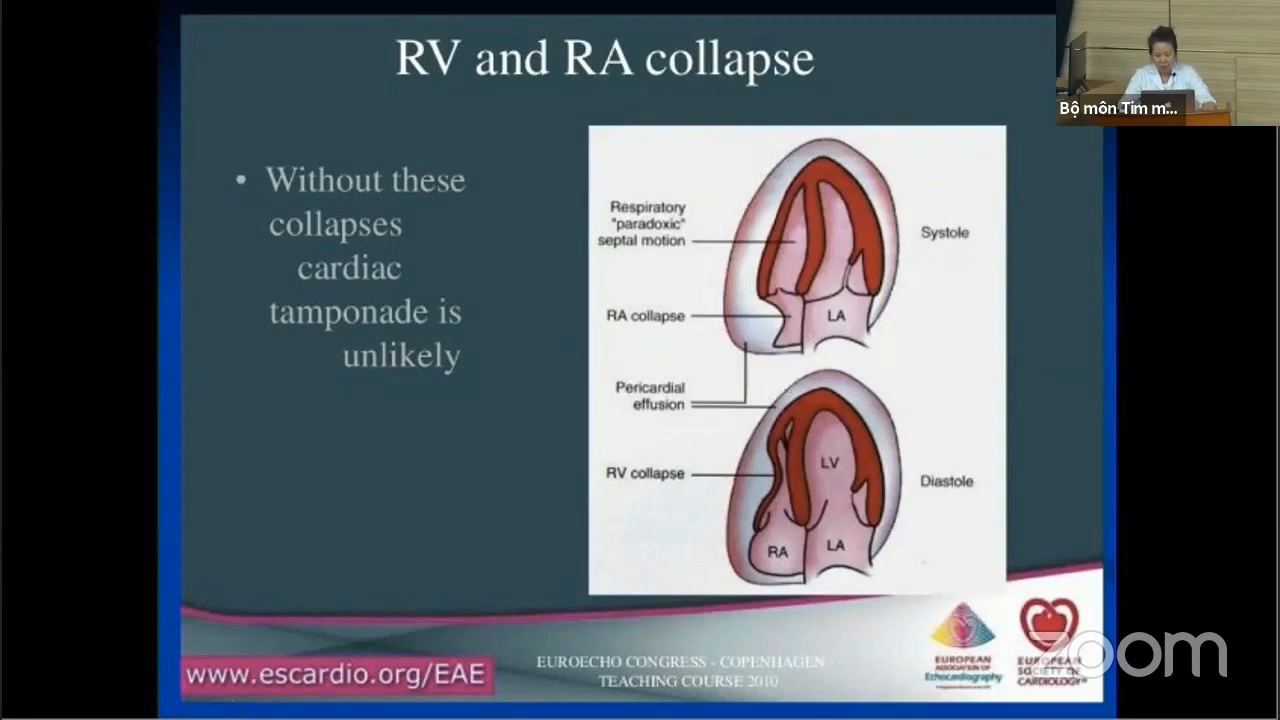 RV and RA collapse
Bộ môn Tim m...
• Without these
collapses
cardiac
tamponade is
unlikely
Respiratory
"paradoxic"
septal motion
Systole
RA collapse
LA
Pericardial
effusion
RV collapse
LV
Diastole
RA
LA
www.escardio.org/EAE
EUROECHO CONGRESS - COPENHAGEN
TEACHING COURSE 2010
EUROPEAN
ASSOCIATION OF
Echocardiography
EUROPEAN
SOCIETY OF
CARDIOLOGY®
zoom